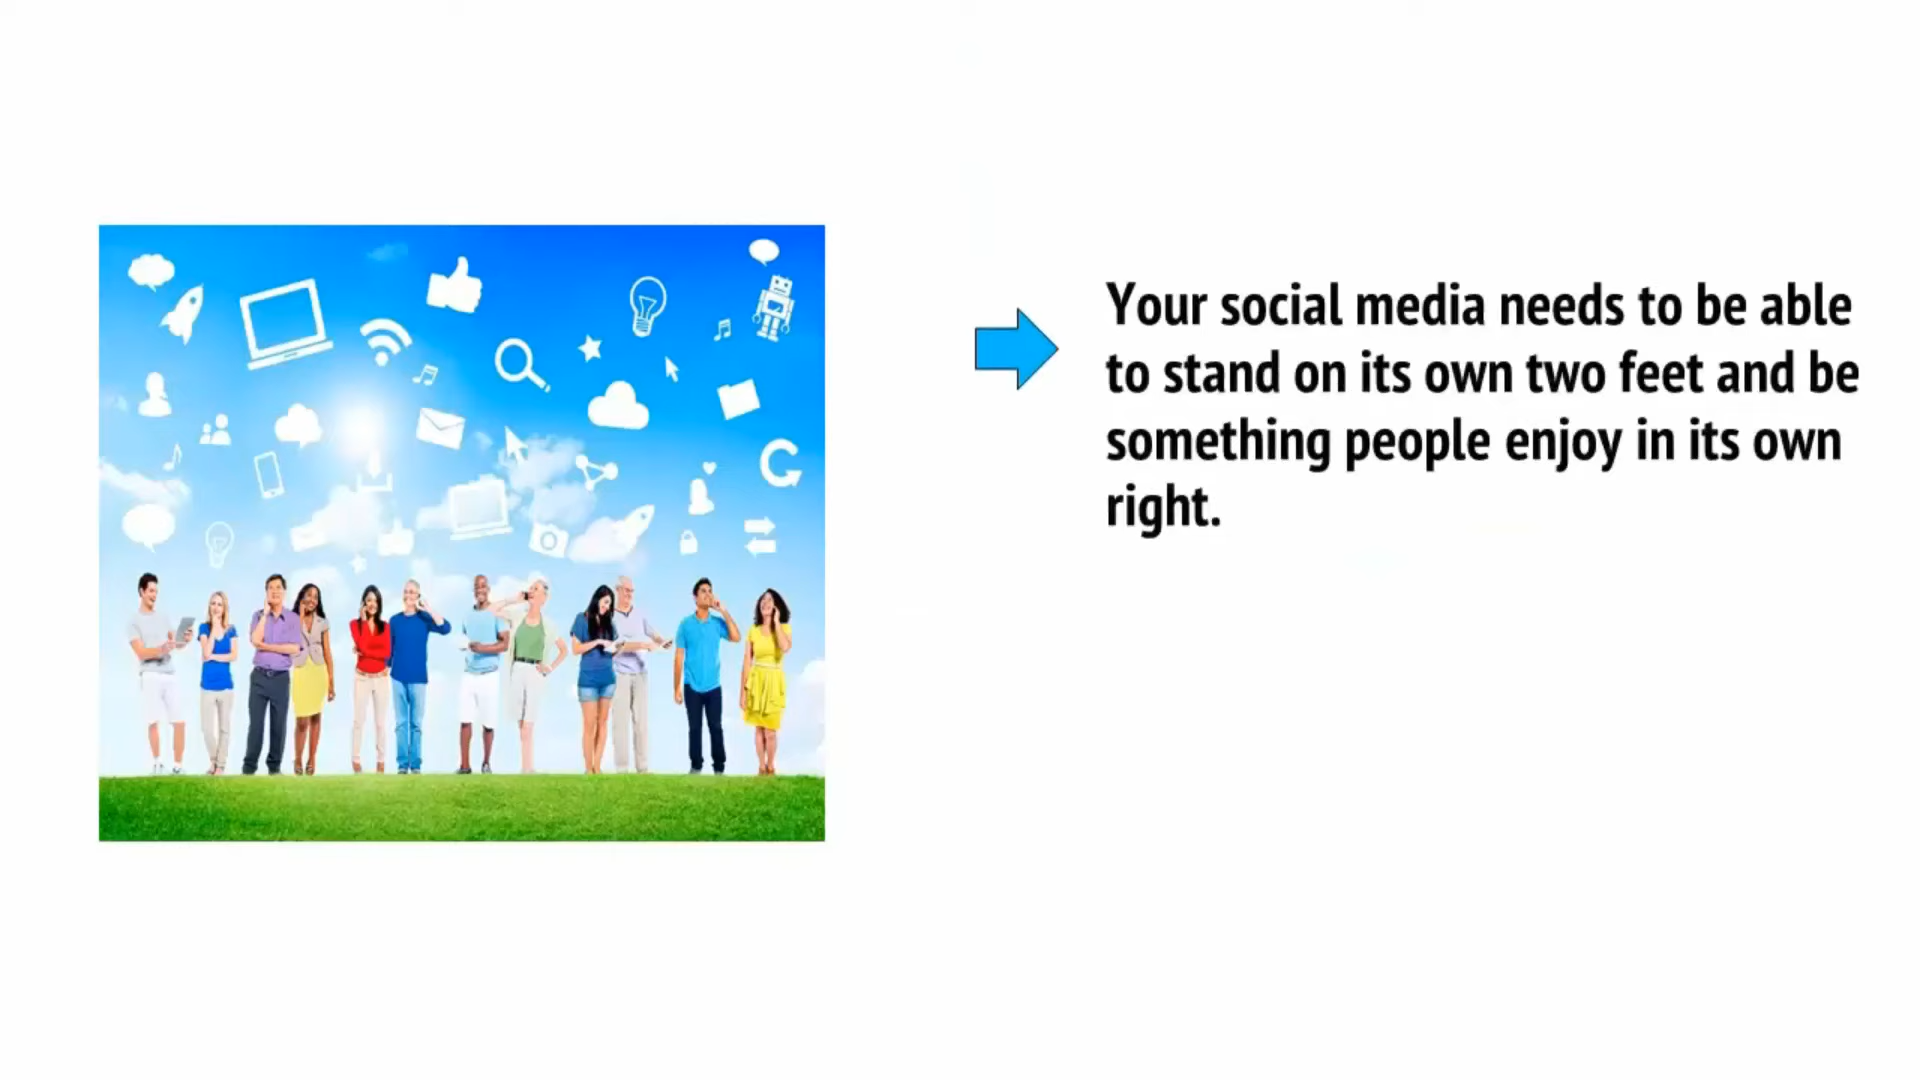 Your social media needs to be able
to stand on its own two feet and be
something people enjoy in its own
right.